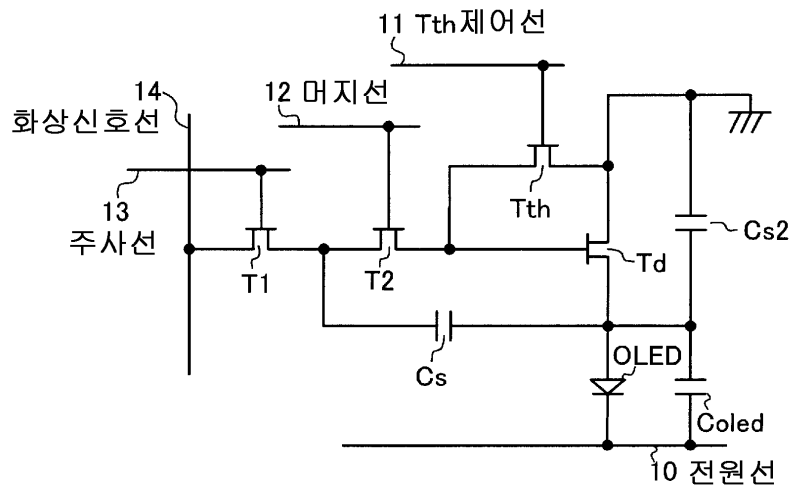 11 Tth제어선
14
12 머지선
화상신호선
13
주사선
Tth
T1
T2
Td
Cs2
Cs
OLED
Coled
10 전원선